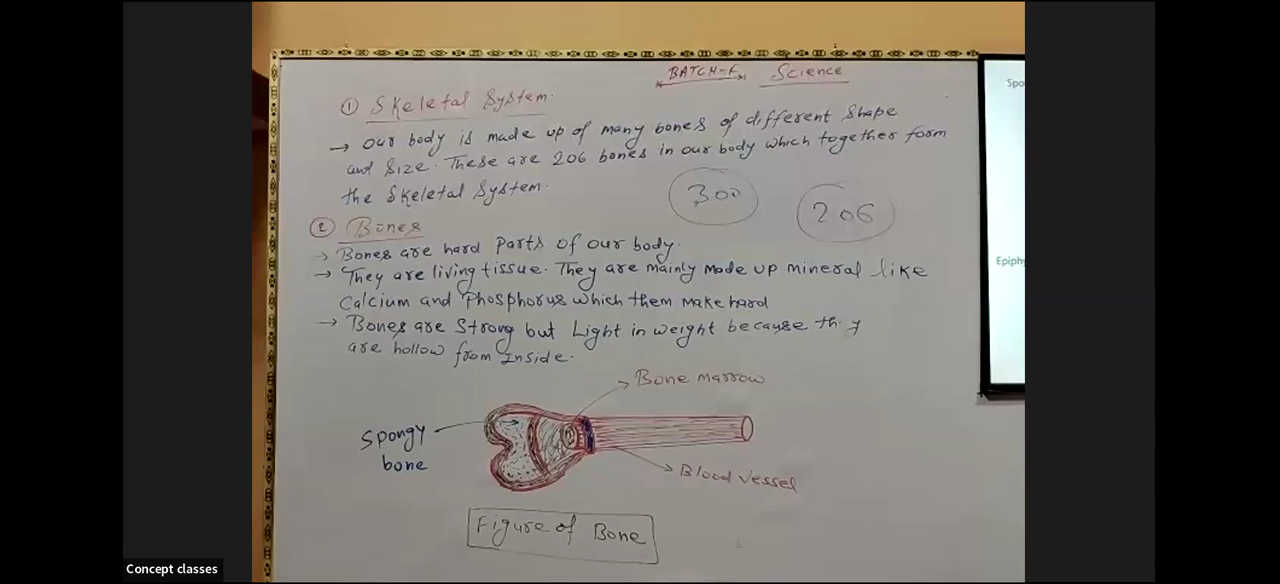 BATCH-F Science
① Skeletal System.
→ Our body is made up of many bones of different Shape
and Size. These are 206 bones in our body which together form
the Skeletal System.
300 206
② Bones
→ Bones are hard parts of our body.
→ They are living tissue. They are mainly made up mineral like
Calcium and Phosphorus which them make hard
→ Bones are Strong but Light in weight because they
are hollow from Inside.
Bone marrow
Spongy
bone
Blood vessel
Figure of Bone
Spo
Epiph
Concept classes